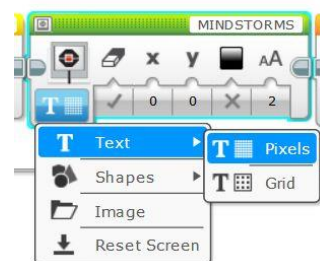 MINDSTORMS
x y AA
T 0 0 2
T Text T Pixels
Shapes T Grid
Image
Reset Screen